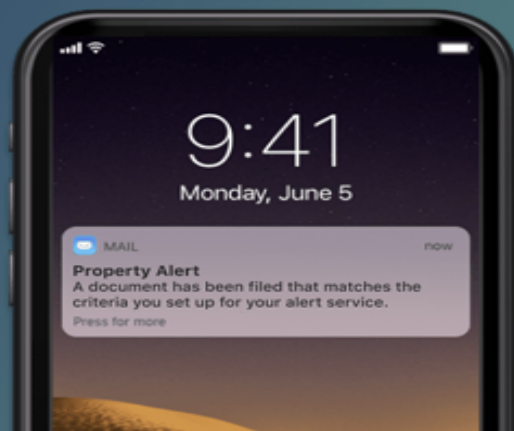 9:41
Monday, June 5
MAIL
now
Property Alert
A document has been filed that matches the
criteria you set up for your alert service.
Press for more